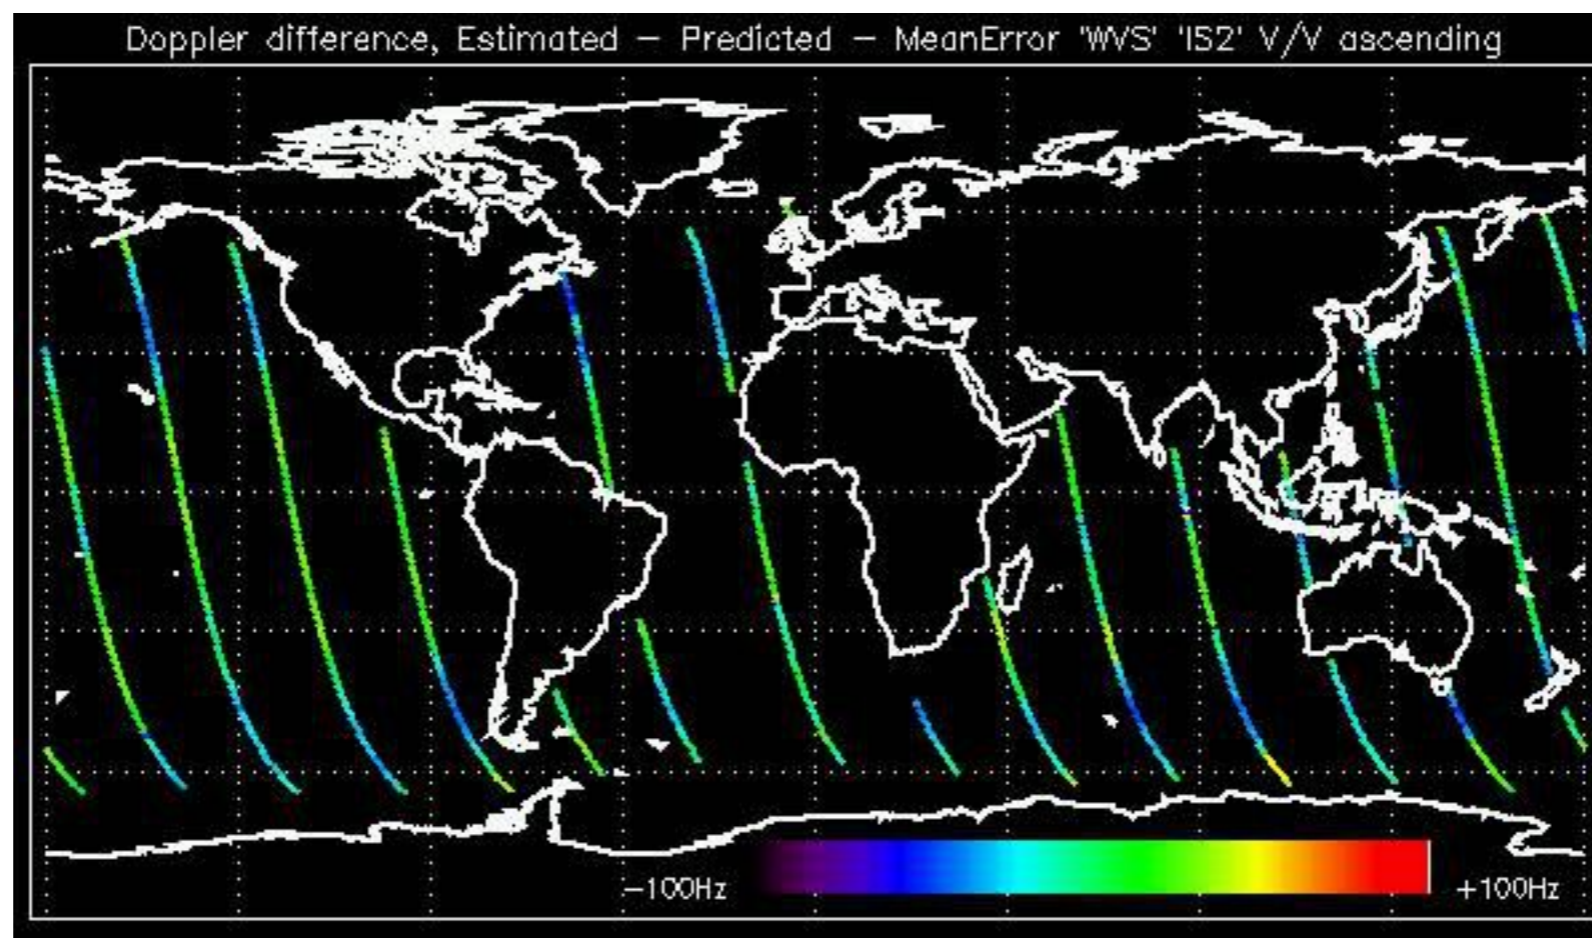 Doppler difference, Estimated – Predicted – MeanError 'WVS' 'IS2' V/V ascending
–100Hz
+100Hz